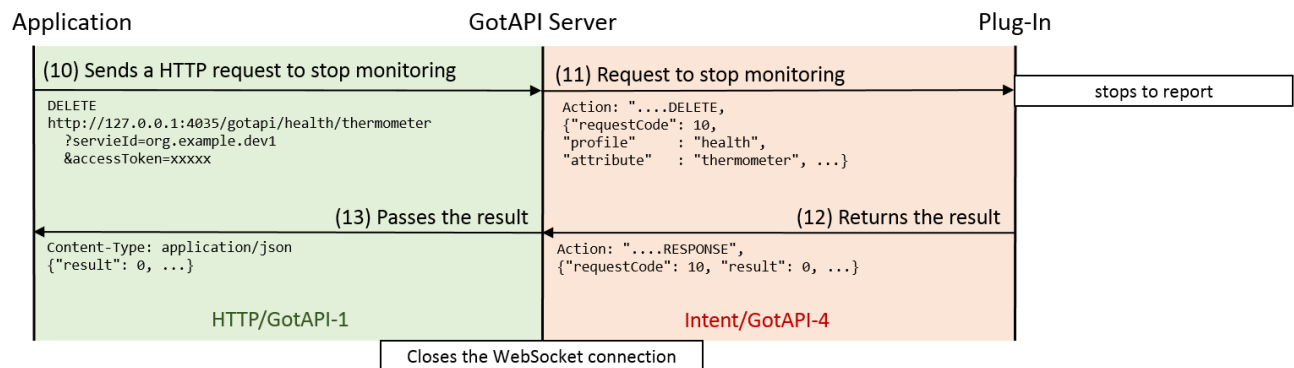 Application GotAPI Server Plug-In
(10) Sends a HTTP request to stop monitoring
(11) Request to stop monitoring
stops to report
DELETE
http://127.0.0.1:4035/gotapi/health/thermometer
?servieId=org.example.dev1
&accessToken=xxxxx
Action: "....DELETE,
{"requestCode": 10,
"profile" : "health",
"attribute" : "thermometer", ...}
(13) Passes the result
(12) Returns the result
Content-Type: application/json
{"result": 0, ...}
Action: "....RESPONSE",
{"requestCode": 10, "result": 0, ...}
HTTP/GotAPI-1
Intent/GotAPI-4
Closes the WebSocket connection